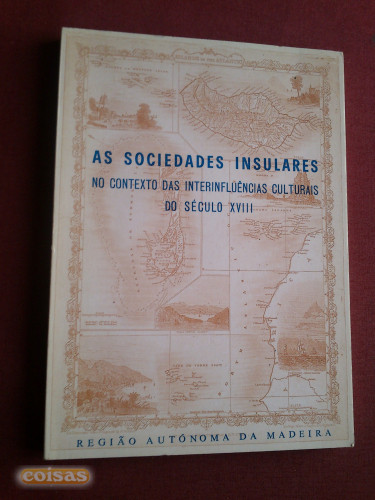 AS SOCIEDADES INSULARES
NO CONTEXTO DAS INTERINFLUÊNCIAS CULTURAIS
DO SÉCULO XVIII
REGIÃO AUTÓNOMA DA MADEIRA
coisas